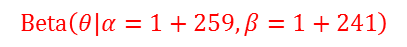 Beta(θ|α = 1 + 259, β = 1 + 241)